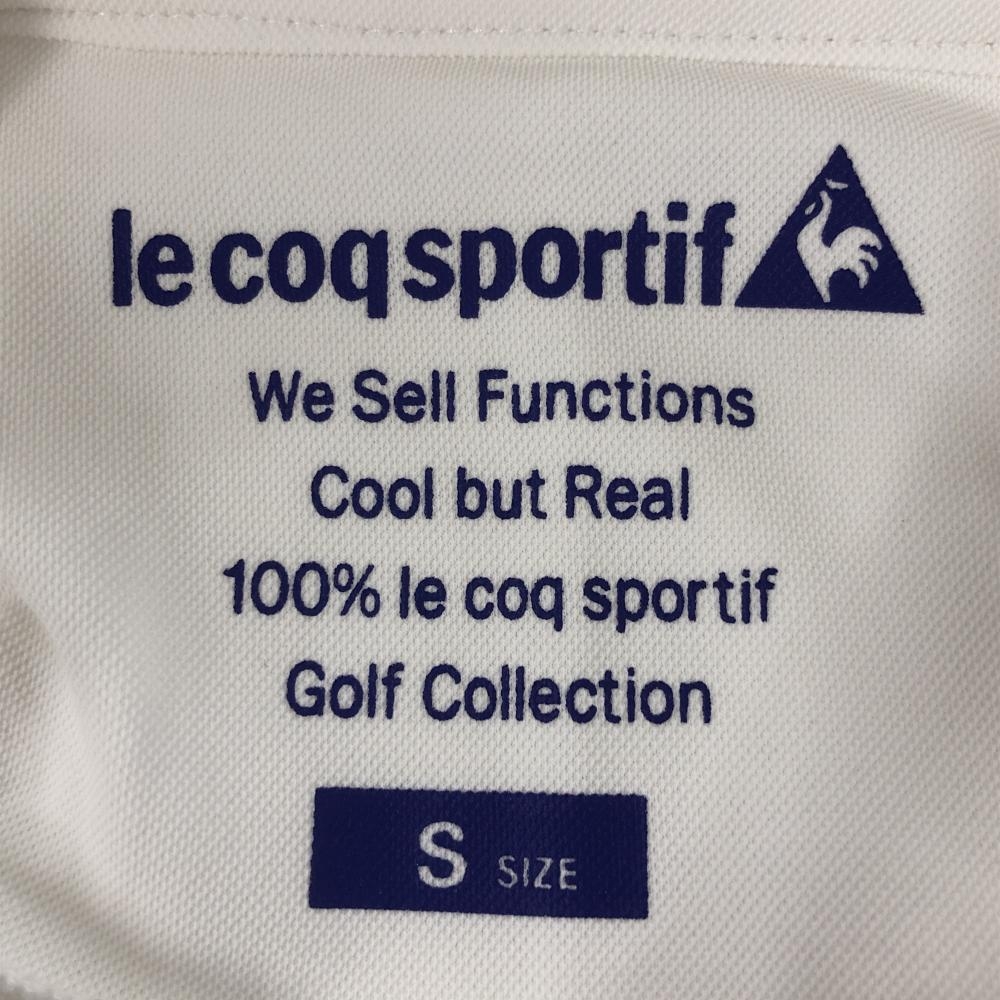 le coq sportif
We Sell Functions
Cool but Real
100% le coq sportif
Golf Collection
S SIZE